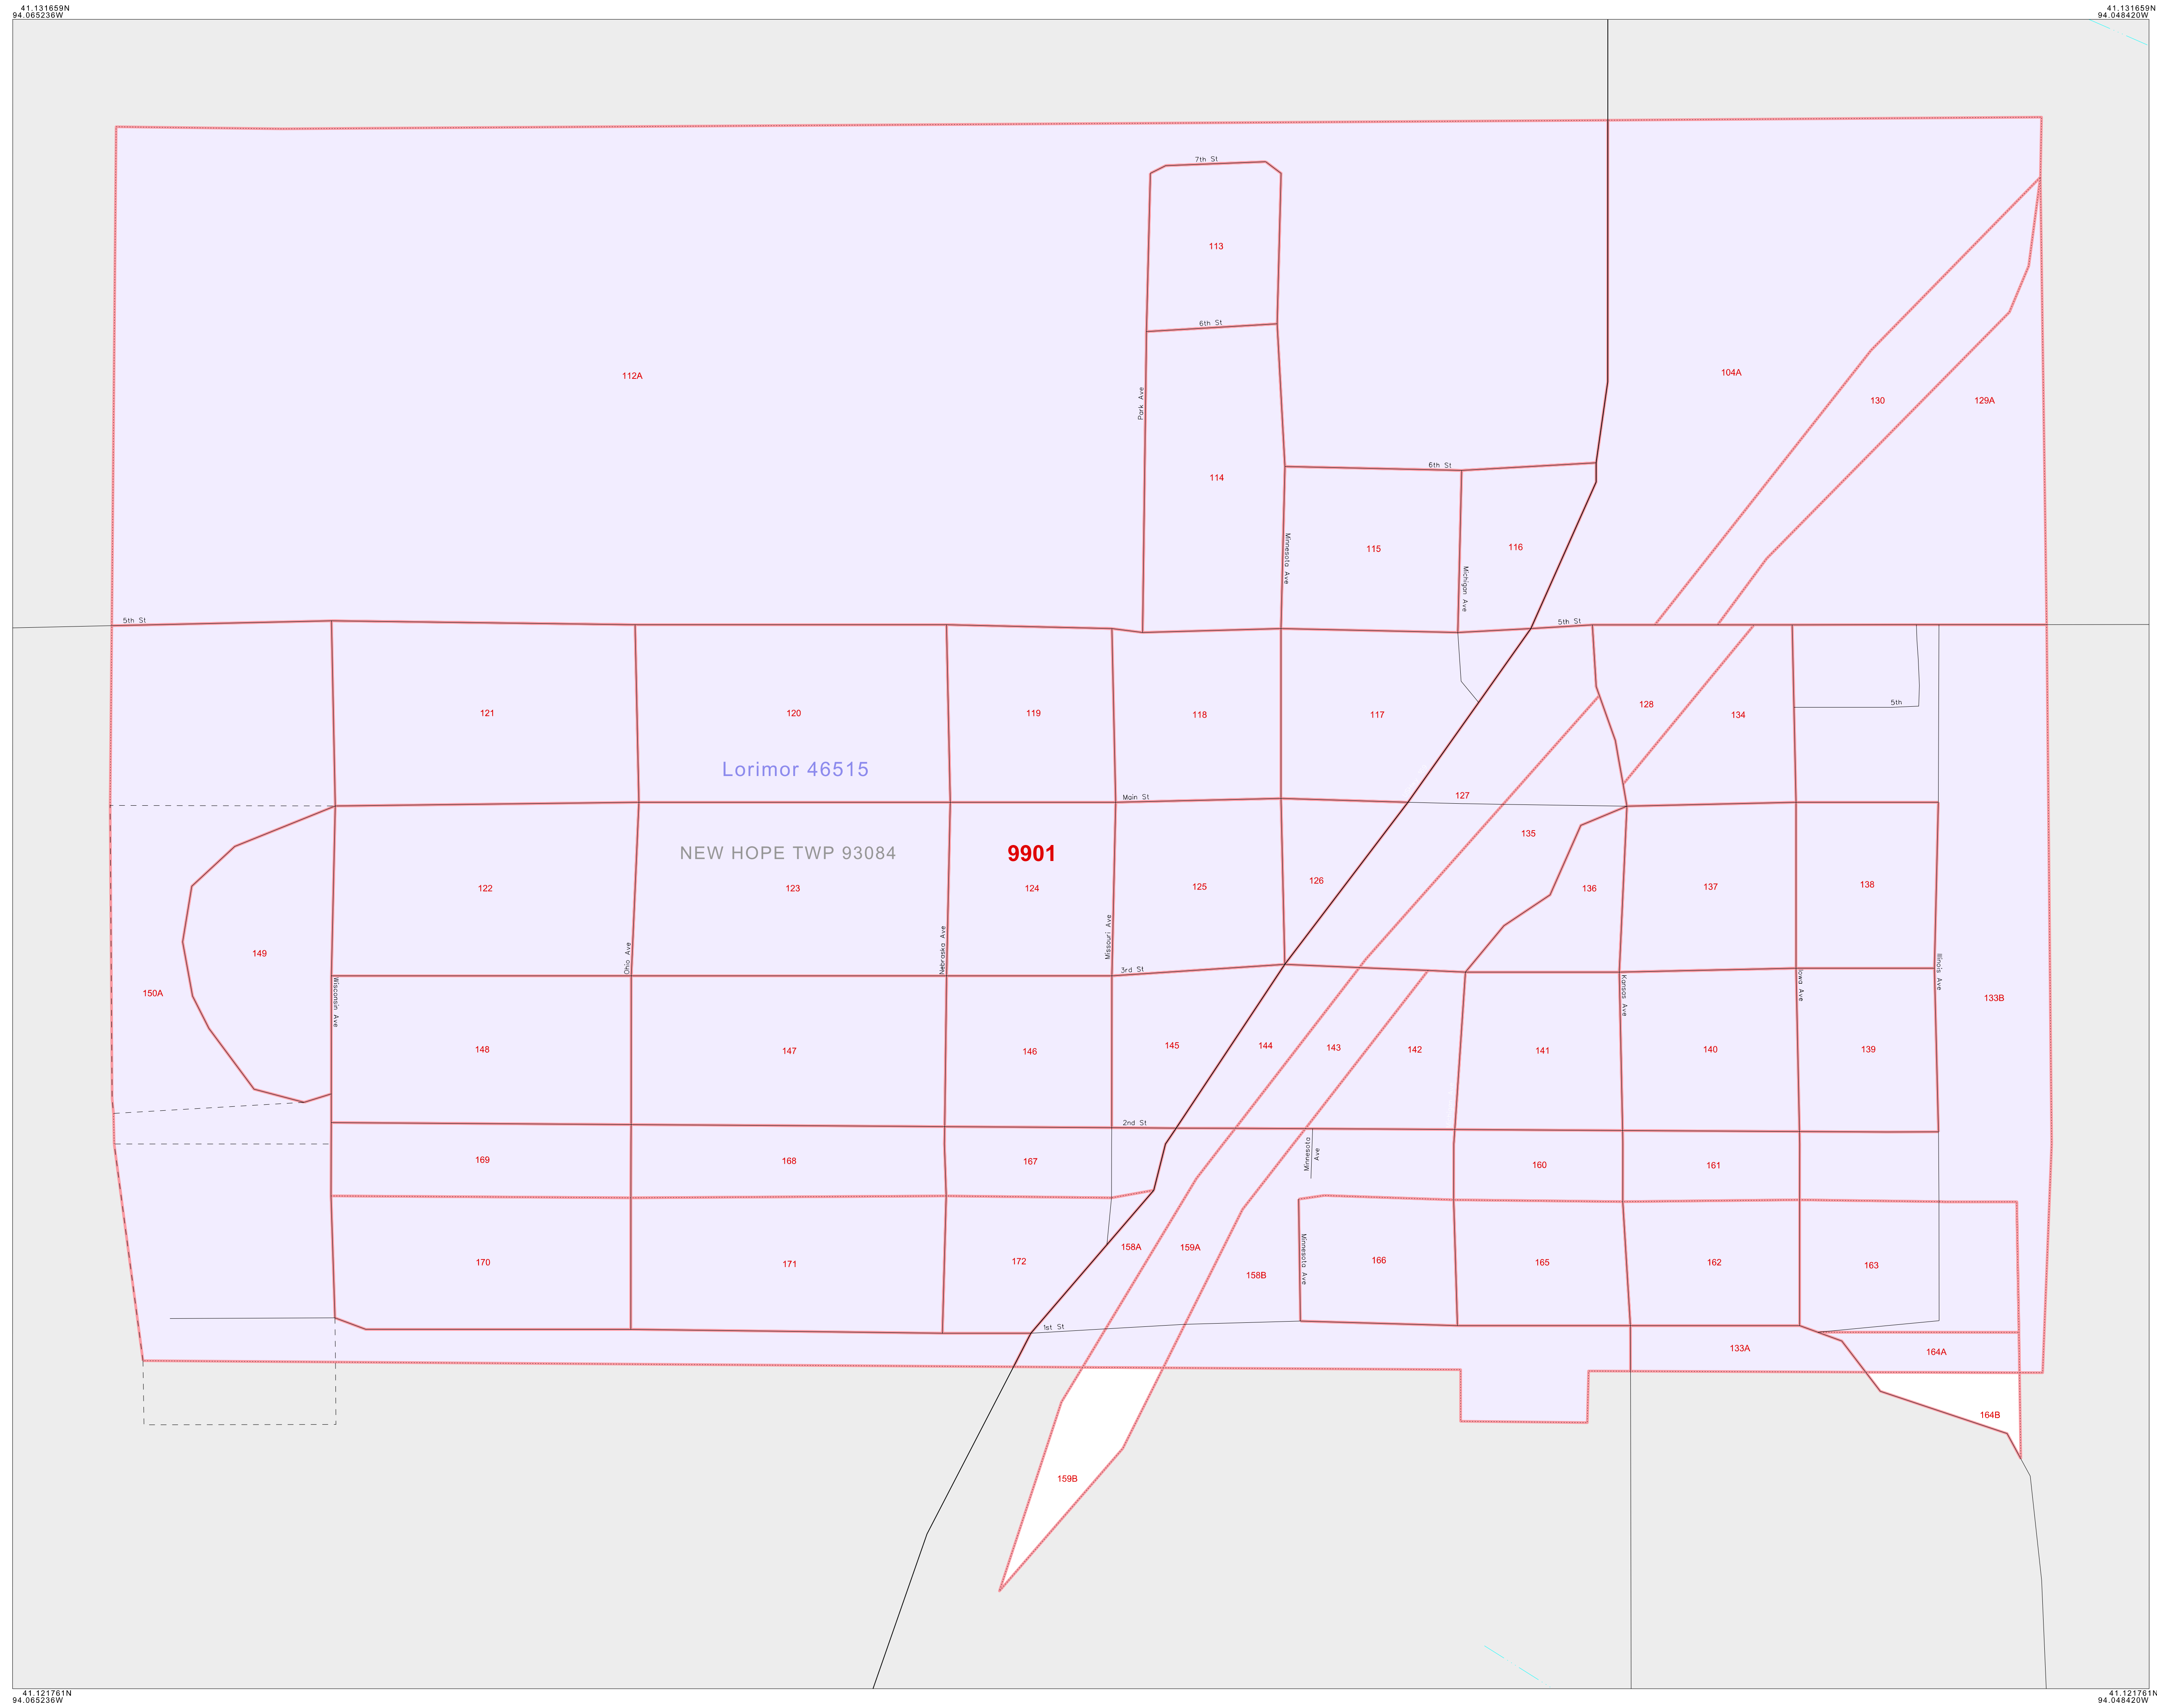 41.131659N
94.065236W
41.131659N
94.048420W
7th St
113
6th St
112A
Park Ave
104A
130
129A
6th St
114
Minnesota Ave
115
116
Michigan Ave
5th St
5th St
121
120
119
118
117
128
134
5th
Lorimor 46515
Main St
127
135
NEW HOPE TWP 93084
9901
122
123
124
125
126
136
137
138
149
150A
Wisconsin Ave
Ohio Ave
Nebraska Ave
Missouri Ave
3rd St
Kansas Ave
Iowa Ave
Illinois Ave
133B
148
147
146
145
144
143
142
141
140
139
2nd St
Minnesota
Ave
169
168
167
160
161
170
171
172
158A
159A
158B
Minnesota Ave
166
165
162
163
1st St
133A
164A
164B
159B
41.121761N
94.065236W
41.121761N
94.048420W